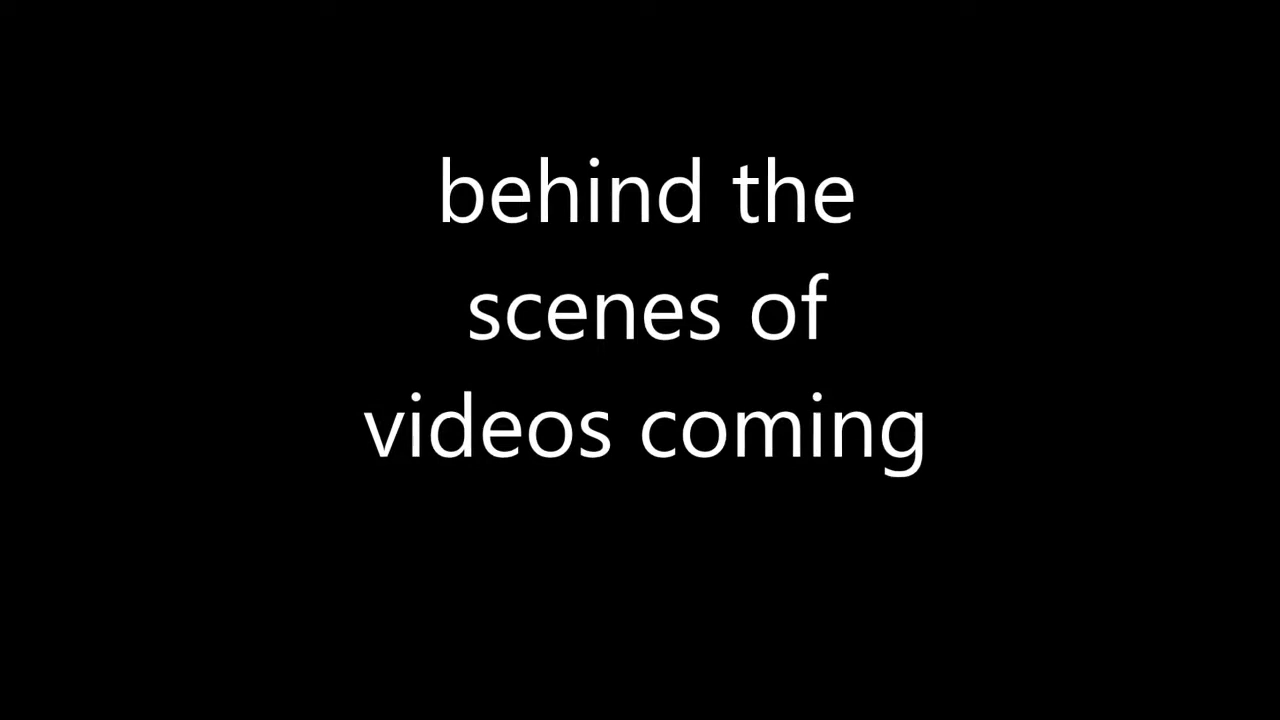 behind the
scenes of
videos coming